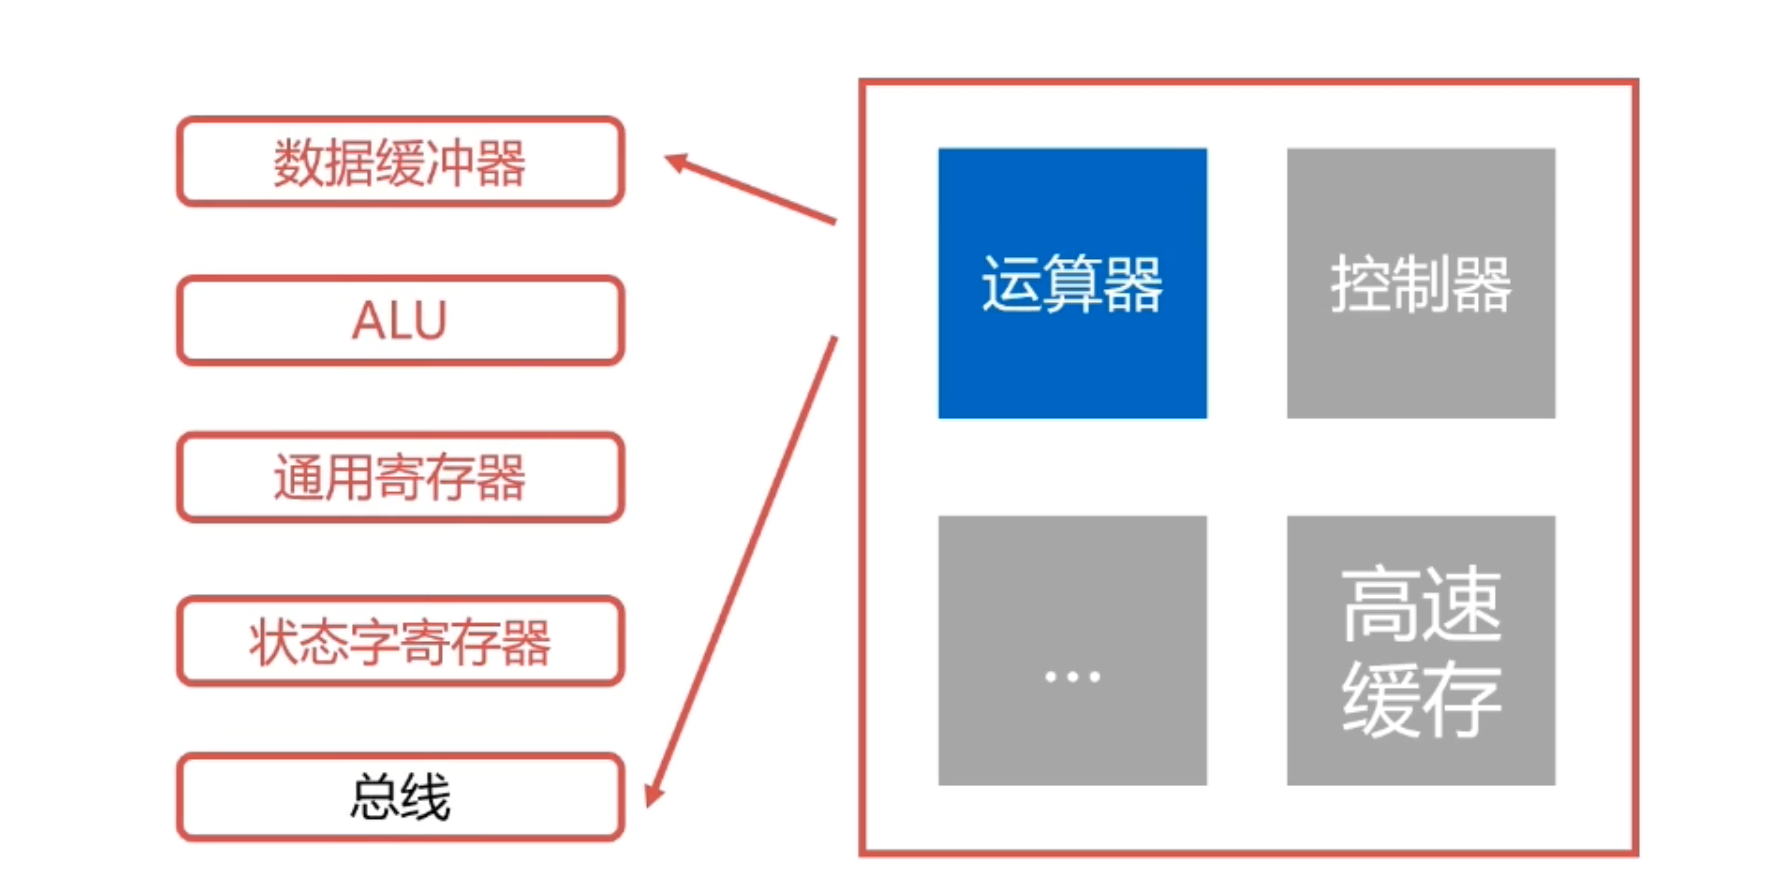 数据缓冲器
ALU
通用寄存器
状态字寄存器
总线
运算器
控制器
...
高速
缓存